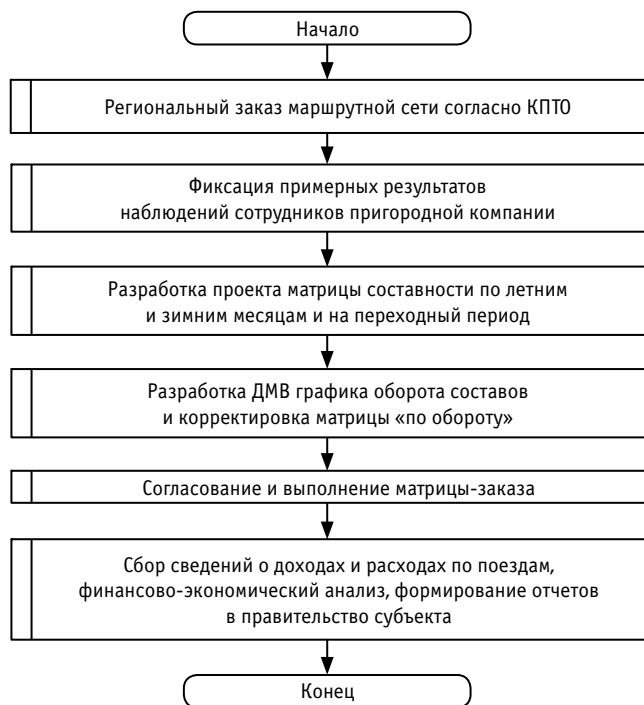 Начало
Региональный заказ маршрутной сети согласно КПТО
Фиксация примерных результатов
наблюдений сотрудников пригородной компании
Разработка проекта матрицы составности по летним
и зимним месяцам и на переходный период
Разработка ДМВ графика оборота составов
и корректировка матрицы «по обороту»
Согласование и выполнение матрицы-заказа
Сбор сведений о доходах и расходах по поездам,
финансово-экономический анализ, формирование отчетов
в правительство субъекта
Конец